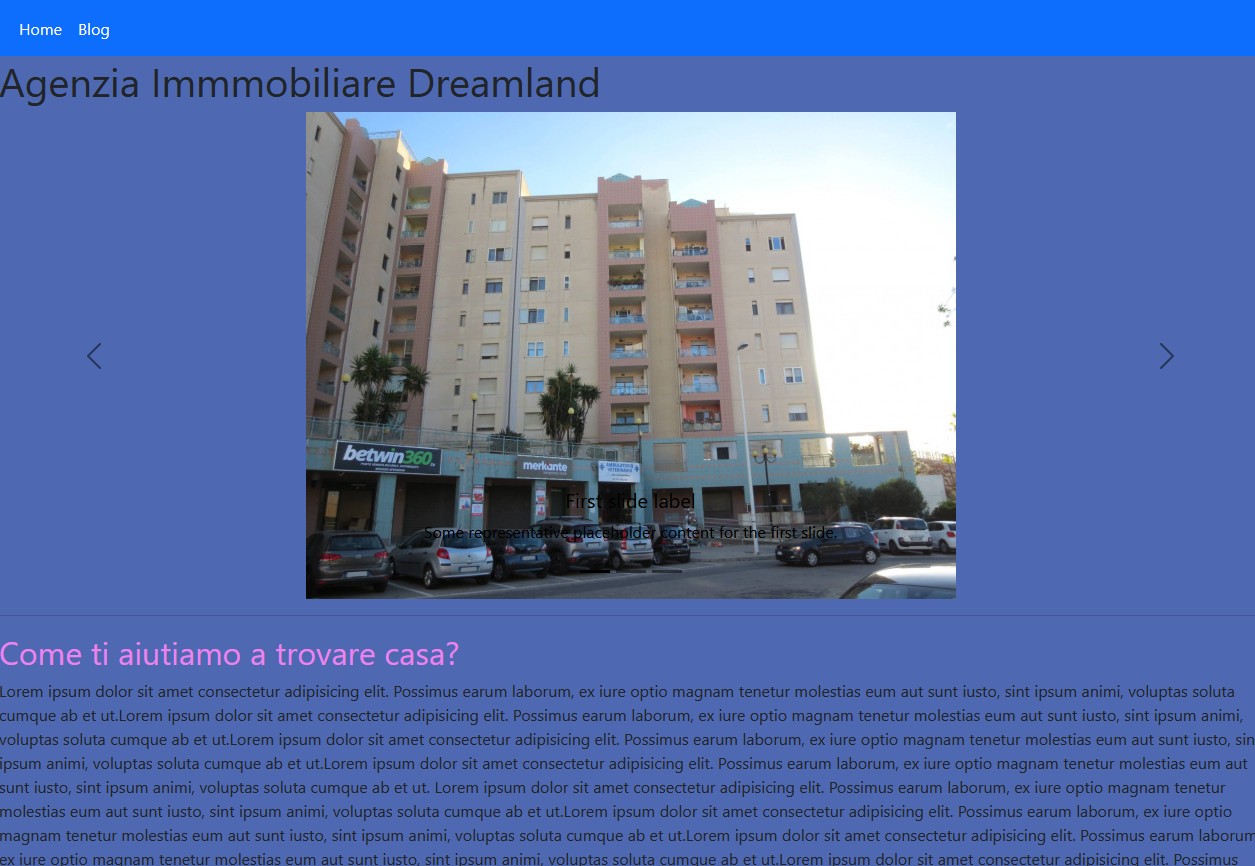 Home Blog
Agenzia Immmobiliare Dreamland
betwin360
merkante
AMBULATORIO
VETERINARIO
First slide label
Some representative placeholder content for the first slide.
Come ti aiutiamo a trovare casa?
Lorem ipsum dolor sit amet consectetur adipisicing elit. Possimus earum laborum, ex iure optio magnam tenetur molestias eum aut sunt iusto, sint ipsum animi, voluptas soluta
cumque ab et ut.Lorem ipsum dolor sit amet consectetur adipisicing elit. Possimus earum laborum, ex iure optio magnam tenetur molestias eum aut sunt iusto, sint ipsum animi,
voluptas soluta cumque ab et ut.Lorem ipsum dolor sit amet consectetur adipisicing elit. Possimus earum laborum, ex iure optio magnam tenetur molestias eum aut sunt iusto, sin
ipsum animi, voluptas soluta cumque ab et ut.Lorem ipsum dolor sit amet consectetur adipisicing elit. Possimus earum laborum, ex iure optio magnam tenetur molestias eum aut
sunt iusto, sint ipsum animi, voluptas soluta cumque ab et ut. Lorem ipsum dolor sit amet consectetur adipisicing elit. Possimus earum laborum, ex iure optio magnam tenetur
molestias eum aut sunt iusto, sint ipsum animi, voluptas soluta cumque ab et ut.Lorem ipsum dolor sit amet consectetur adipisicing elit. Possimus earum laborum, ex iure optio
magnam tenetur molestias eum aut sunt iusto, sint ipsum animi, voluptas soluta cumque ab et ut.Lorem ipsum dolor sit amet consectetur adipisicing elit. Possimus earum laborum
ex iure optio magnam tenetur molestias eum aut sunt iusto, sint ipsum animi, voluptas soluta cumque ab et ut.Lorem ipsum dolor sit amet consectetur adipisicing elit. Possimus